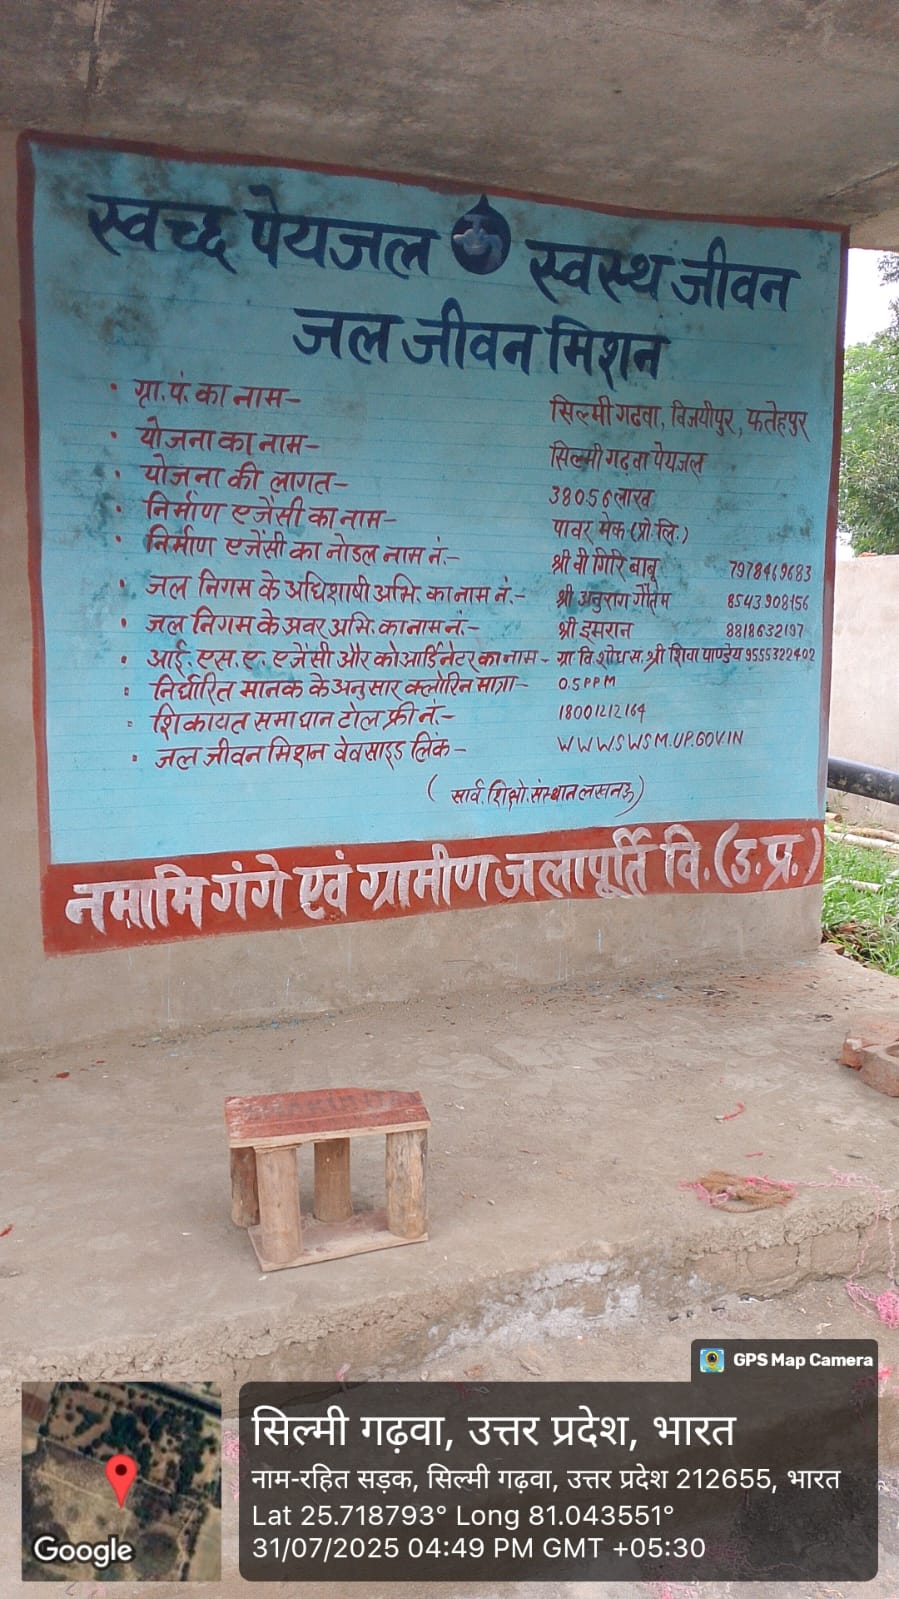 स्वच्छ पेयजल स्वस्थ जीवन
जल जीवन मिशन
• ग्रा.पं. का नाम– सिल्मी गढवा, विजयीपुर, फतेहपुर
• योजना का नाम– सिल्मी गढ़वा पेयजल
• योजना की लागत– 380.56 लाख
• निर्माण एजेंसी का नाम– पावर मेक (प्रो.लि.)
• निर्माण एजेंसी का नोडल नाम नं.– श्री वी गिरि बाबू 7978469683
• जल निगम के अधिशाषी अभि. का नाम नं.– श्री अनुराग गौतम 8543908156
• जल निगम के अवर अभि. का नाम नं.– श्री इमरान 8818632197
• आई. एस. ए. एजेंसी और कोआर्डिनेटर का नाम– ग्रा वि शोध सं. श्री शिवा पाण्डेय 9555322402
• निर्धारित मानक के अनुसार क्लोरिन मात्रा– 0.5 PPM
• शिकायत समाधान टोल फ्री नं.– 18001212164
• जल जीवन मिशन वेबसाइड लिंक– WWWSWSM.UP.GOV.IN
(सार्व. शिक्षो. संस्थान लखनऊ)
नमामि गंगे एवं ग्रामीण जलापूर्ति वि. (उ.प्र.)
GPS Map Camera
सिल्मी गढ़वा, उत्तर प्रदेश, भारत
नाम-रहित सड़क, सिल्मी गढ़वा, उत्तर प्रदेश 212655, भारत
Lat 25.718793° Long 81.043551°
31/07/2025 04:49 PM GMT +05:30
Google